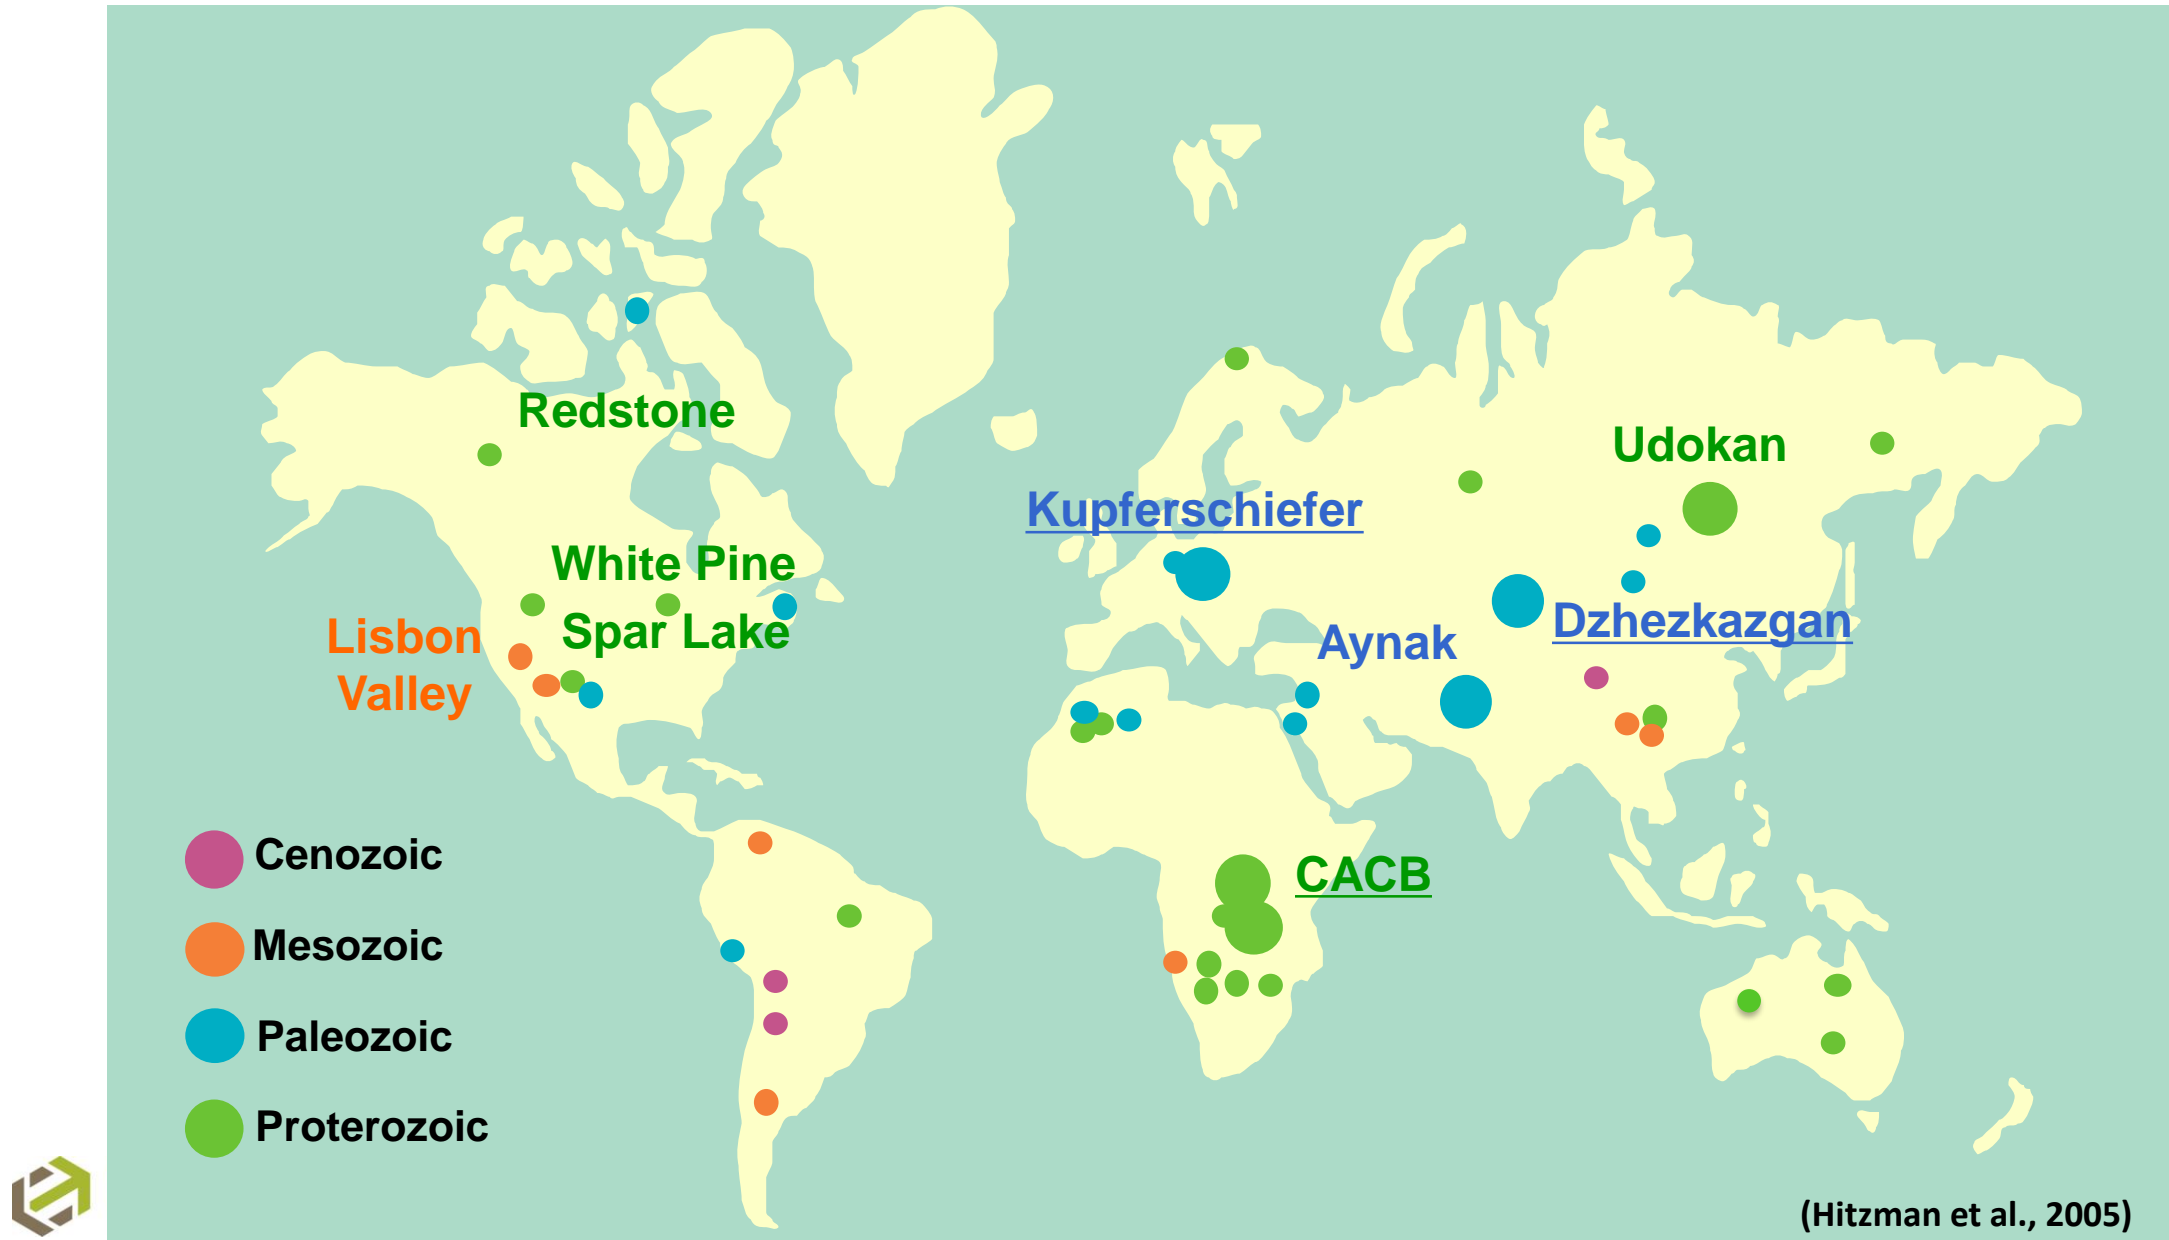 Redstone
Udokan
Kupferschiefer
White Pine
Spar Lake
Lisbon
Valley
Aynak
Dzhezkazgan
CACB
Cenozoic
Mesozoic
Paleozoic
Proterozoic
(Hitzman et al., 2005)